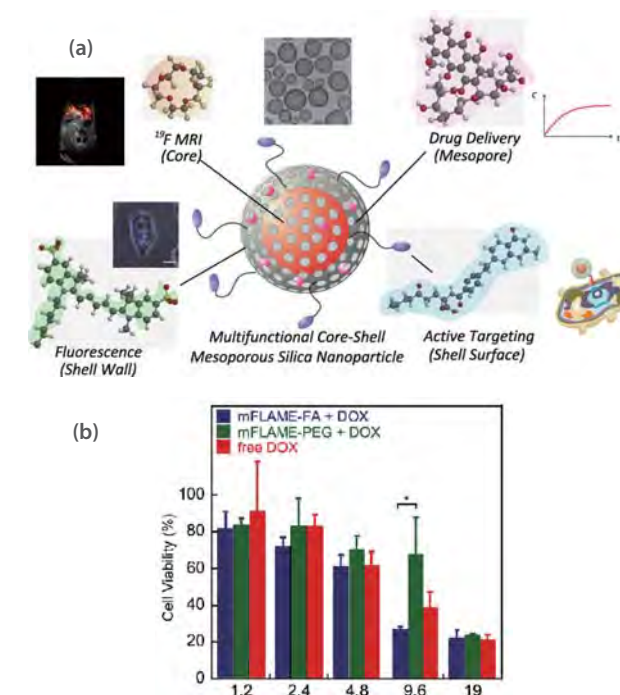 (a)
¹⁹F MRI
(Core)
Drug Delivery
(Mesopore)
C
t
Fluorescence
(Shell Wall)
Multifunctional Core-Shell
Mesoporous Silica Nanoparticle
Active Targeting
(Shell Surface)
(b)
mFLAME-FA + DOX
mFLAME-PEG + DOX
free DOX
*
Cell Viability (%)
100
80
60
40
20
0
1.2 2.4 4.8 9.6 19